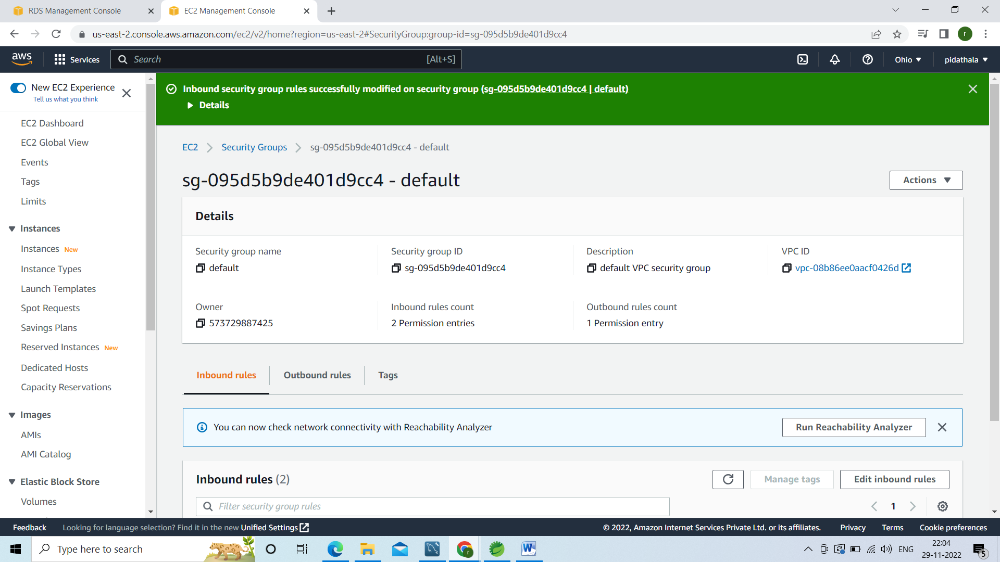 RDS Management Console
EC2 Management Console
us-east-2.console.aws.amazon.com/ec2/v2/home?region=us-east-2#SecurityGroup:group-id=sg-095d5b9de401d9cc4
r
aws
Services
Search
[Alt+S]
Ohio
pidathala
New EC2 Experience
Tell us what you think
EC2 Dashboard
EC2 Global View
Events
Tags
Limits
Instances
Instances New
Instance Types
Launch Templates
Spot Requests
Savings Plans
Reserved Instances New
Dedicated Hosts
Capacity Reservations
Images
AMIs
AMI Catalog
Elastic Block Store
Volumes
Inbound security group rules successfully modified on security group (sg-095d5b9de401d9cc4 | default)
Details
EC2
Security Groups
sg-095d5b9de401d9cc4 - default
sg-095d5b9de401d9cc4 - default
Actions
Details
Security group name
default
Security group ID
sg-095d5b9de401d9cc4
Description
default VPC security group
VPC ID
vpc-08b86ee0aacf0426d
Owner
573729887425
Inbound rules count
2 Permission entries
Outbound rules count
1 Permission entry
Inbound rules
Outbound rules
Tags
You can now check network connectivity with Reachability Analyzer
Run Reachability Analyzer
Inbound rules (2)
Manage tags
Edit inbound rules
Filter security group rules
1
Feedback
Looking for language selection? Find it in the new Unified Settings
© 2022, Amazon Internet Services Private Ltd. or its affiliates.
Privacy
Terms
Cookie preferences
Type here to search
ENG
22:04
29-11-2022
5